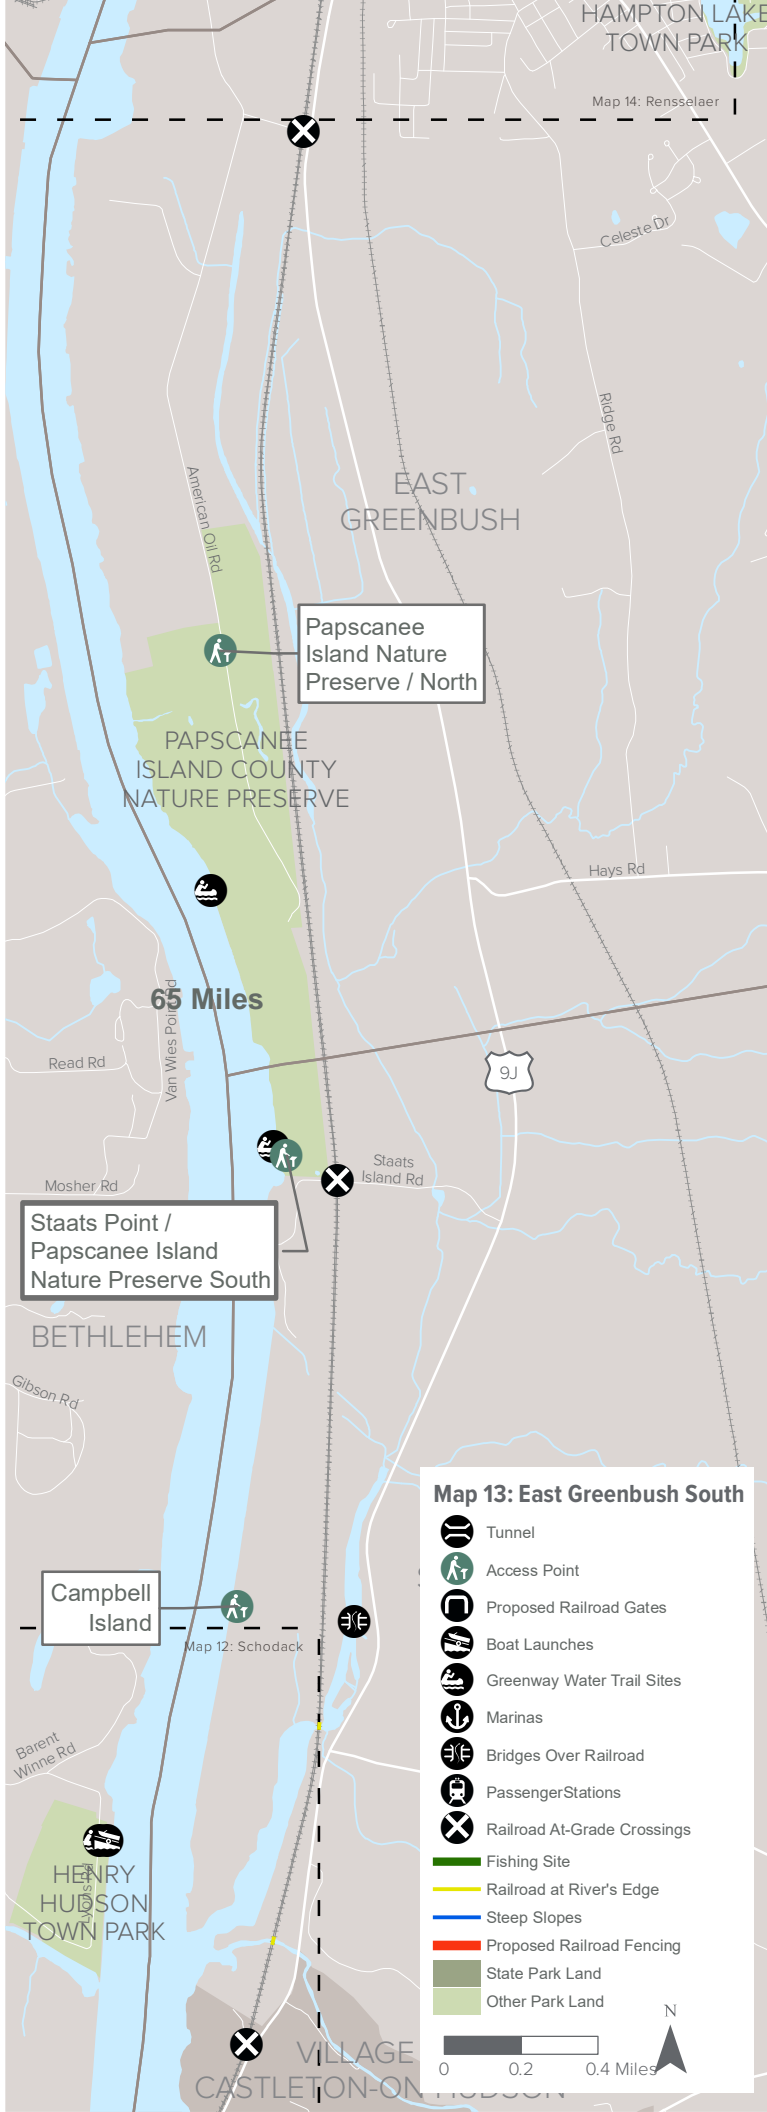 HAMPTON LAKE
TOWN PARK
Map 14: Rensselaer
Celeste Dr
Ridge Rd
American Oil Rd
EAST
GREENBUSH
Papscanee
Island Nature
Preserve / North
PAPSCANEE
ISLAND COUNTY
NATURE PRESERVE
Hays Rd
65 Miles
Van Wies Point Rd
Read Rd
9J
Mosher Rd
Staats
Island Rd
Staats Point /
Papscanee Island
Nature Preserve South
BETHLEHEM
Gibson Rd
Campbell
Island
Map 12: Schodack
Barent
Winne Rd
HENRY
HUDSON
TOWN PARK
Lyons Rd
VILLAGE
CASTLETON-ON-HUDSON
Map 13: East Greenbush South
Tunnel
Access Point
Proposed Railroad Gates
Boat Launches
Greenway Water Trail Sites
Marinas
Bridges Over Railroad
PassengerStations
Railroad At-Grade Crossings
Fishing Site
Railroad at River's Edge
Steep Slopes
Proposed Railroad Fencing
State Park Land
Other Park Land
N
0 0.2 0.4 Miles